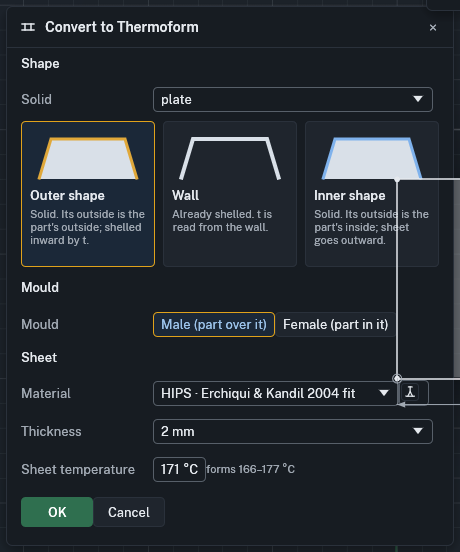 Convert to Thermoform
×
Shape
Solid
plate
Outer shape
Solid. Its outside is the
part's outside; shelled
inward by t.
Wall
Already shelled. t is
read from the wall.
Inner shape
Solid. Its outside is the
part's inside; sheet
goes outward.
Mould
Mould
Male (part over it)
Female (part in it)
Sheet
Material
HIPS · Erchiqui & Kandil 2004 fit
Thickness
2 mm
Sheet temperature
171 °C
forms 166–177 °C
OK
Cancel